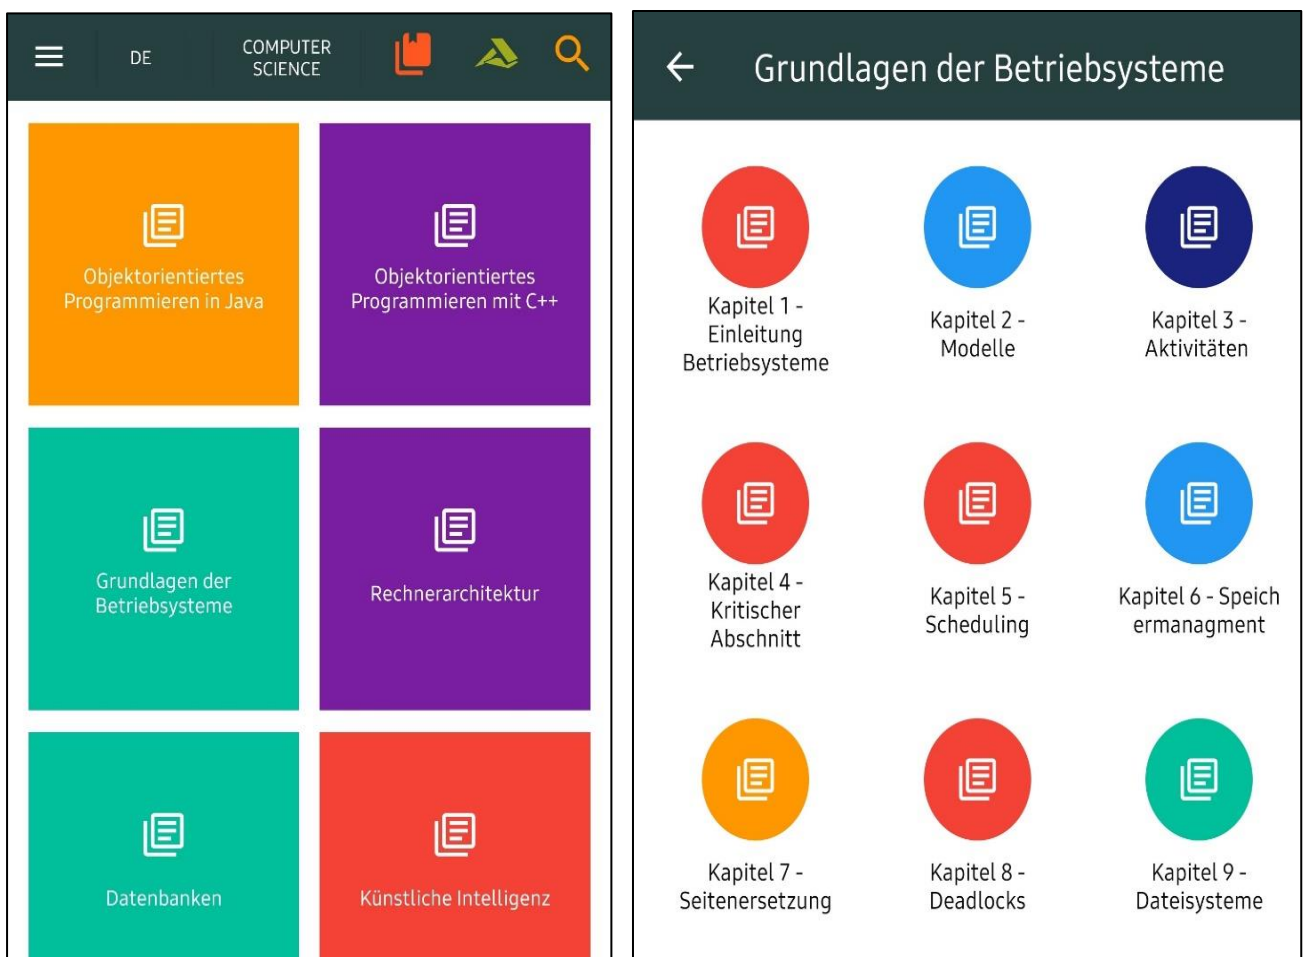 DE
COMPUTER
SCIENCE
Objektorientiertes
Programmieren in Java
Objektorientiertes
Programmieren mit C++
Grundlagen der
Betriebsysteme
Rechnerarchitektur
Datenbanken
Künstliche Intelligenz
Grundlagen der Betriebsysteme
Kapitel 1 -
Einleitung
Betriebsysteme
Kapitel 2 -
Modelle
Kapitel 3 -
Aktivitäten
Kapitel 4 -
Kritischer
Abschnitt
Kapitel 5 -
Scheduling
Kapitel 6 - Speich
ermanagment
Kapitel 7 -
Seitenersetzung
Kapitel 8 -
Deadlocks
Kapitel 9 -
Dateisysteme